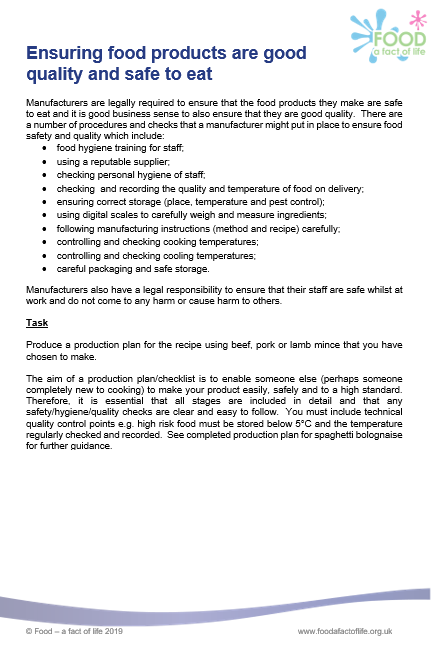 FOOD
a fact of life
Ensuring food products are good
quality and safe to eat
Manufacturers are legally required to ensure that the food products they make are safe
to eat and it is good business sense to also ensure that they are good quality.  There are
a number of procedures and checks that a manufacturer might put in place to ensure food
safety and quality which include:
• food hygiene training for staff;
• using a reputable supplier;
• checking personal hygiene of staff;
• checking  and recording the quality and temperature of food on delivery;
• ensuring correct storage (place, temperature and pest control);
• using digital scales to carefully weigh and measure ingredients;
• following manufacturing instructions (method and recipe) carefully;
• controlling and checking cooking temperatures;
• controlling and checking cooling temperatures;
• careful packaging and safe storage.
Manufacturers also have a legal responsibility to ensure that their staff are safe whilst at
work and do not come to any harm or cause harm to others.
Task
Produce a production plan for the recipe using beef, pork or lamb mince that you have
chosen to make.
The aim of a production plan/checklist is to enable someone else (perhaps someone
completely new to cooking) to make your product easily, safely and to a high standard.
Therefore, it is essential that all stages are included in detail and that any
safety/hygiene/quality checks are clear and easy to follow.  You must include technical
quality control points e.g. high risk food must be stored below 5°C and the temperature
regularly checked and recorded.  See completed production plan for spaghetti bolognaise
for further guidance.
© Food – a fact of life 2019
www.foodafactoflife.org.uk